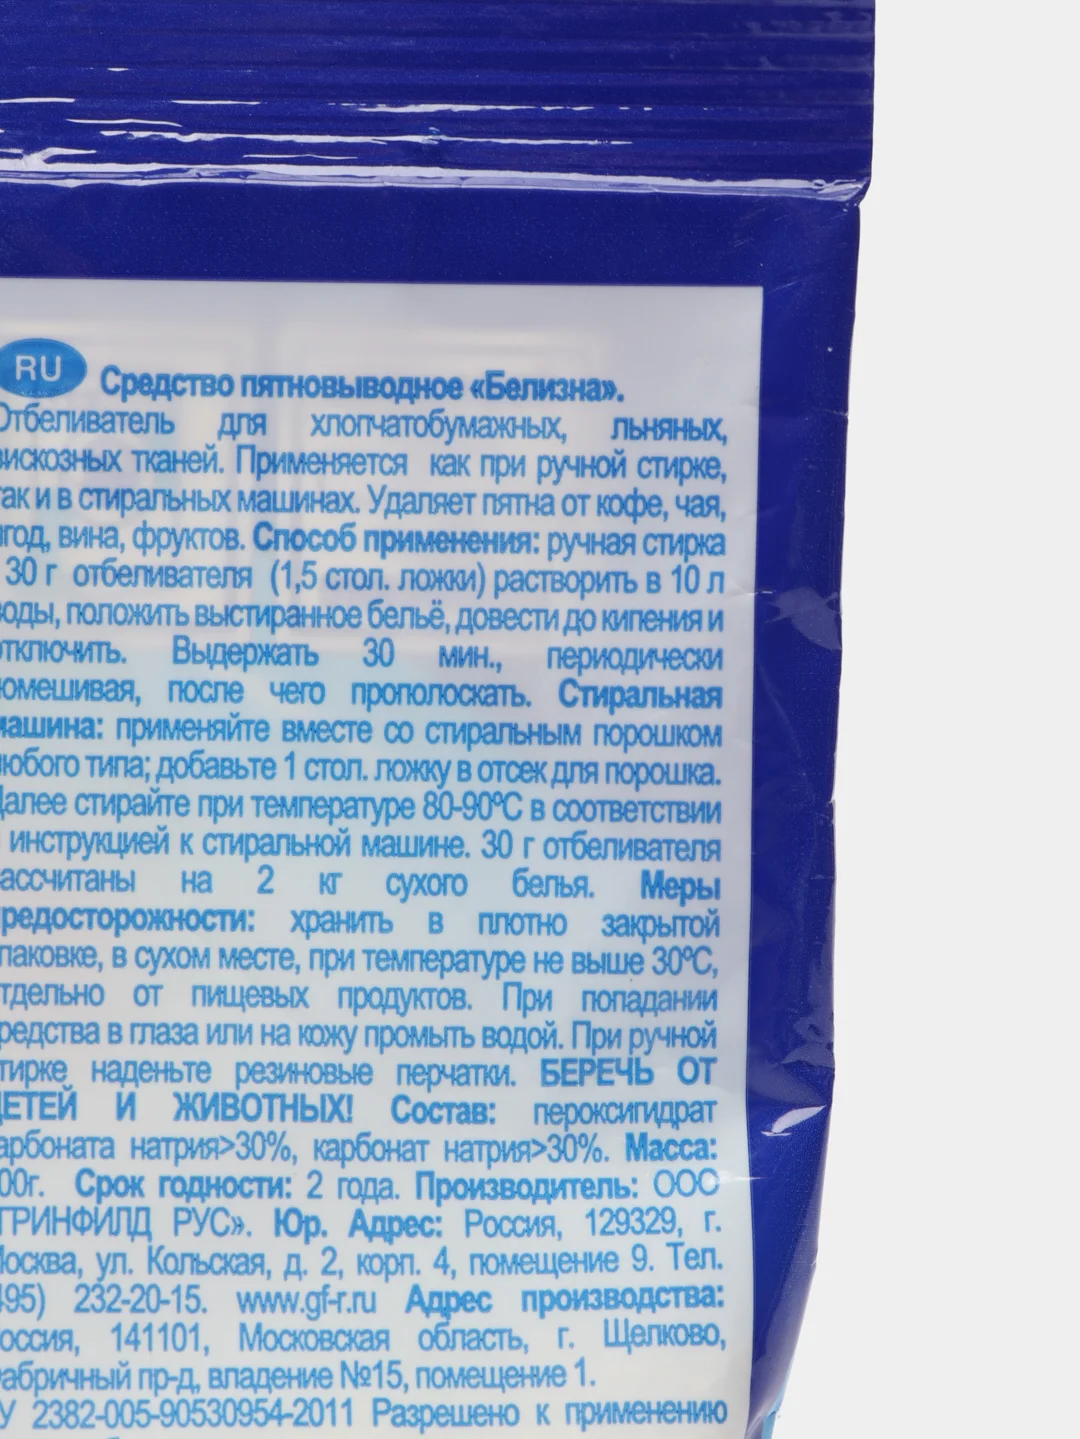 RU
Средство пятновыводное «Белизна».
Отбеливатель для хлопчатобумажных, льняных,
вискозных тканей. Применяется как при ручной стирке,
так и в стиральных машинах. Удаляет пятна от кофе, чая,
ягод, вина, фруктов. Способ применения: ручная стирка
30 г отбеливателя (1,5 стол. ложки) растворить в 10 л
воды, положить выстиранное бельё, довести до кипения и
отключить. Выдержать 30 мин., периодически
помешивая, после чего прополоскать. Стиральная
машина: применяйте вместе со стиральным порошком
любого типа; добавьте 1 стол. ложку в отсек для порошка.
Далее стирайте при температуре 80-90ºС в соответствии
инструкцией к стиральной машине. 30 г отбеливателя
рассчитаны на 2 кг сухого белья. Меры
предосторожности: хранить в плотно закрытой
упаковке, в сухом месте, при температуре не выше 30ºС,
отдельно от пищевых продуктов. При попадании
средства в глаза или на кожу промыть водой. При ручной
стирке наденьте резиновые перчатки. БЕРЕЧЬ ОТ
ДЕТЕЙ И ЖИВОТНЫХ! Состав: пероксигидрат
карбоната натрия>30%, карбонат натрия>30%. Масса:
00г. Срок годности: 2 года. Производитель: ООО
ГРИНФИЛД РУС». Юр. Адрес: Россия, 129329, г.
Москва, ул. Кольская, д. 2, корп. 4, помещение 9. Тел.
495) 232-20-15. www.gf-r.ru Адрес производства:
Россия, 141101, Московская область, г. Щелково,
Фабричный пр-д, владение №15, помещение 1.
У 2382-005-90530954-2011 Разрешено к применению